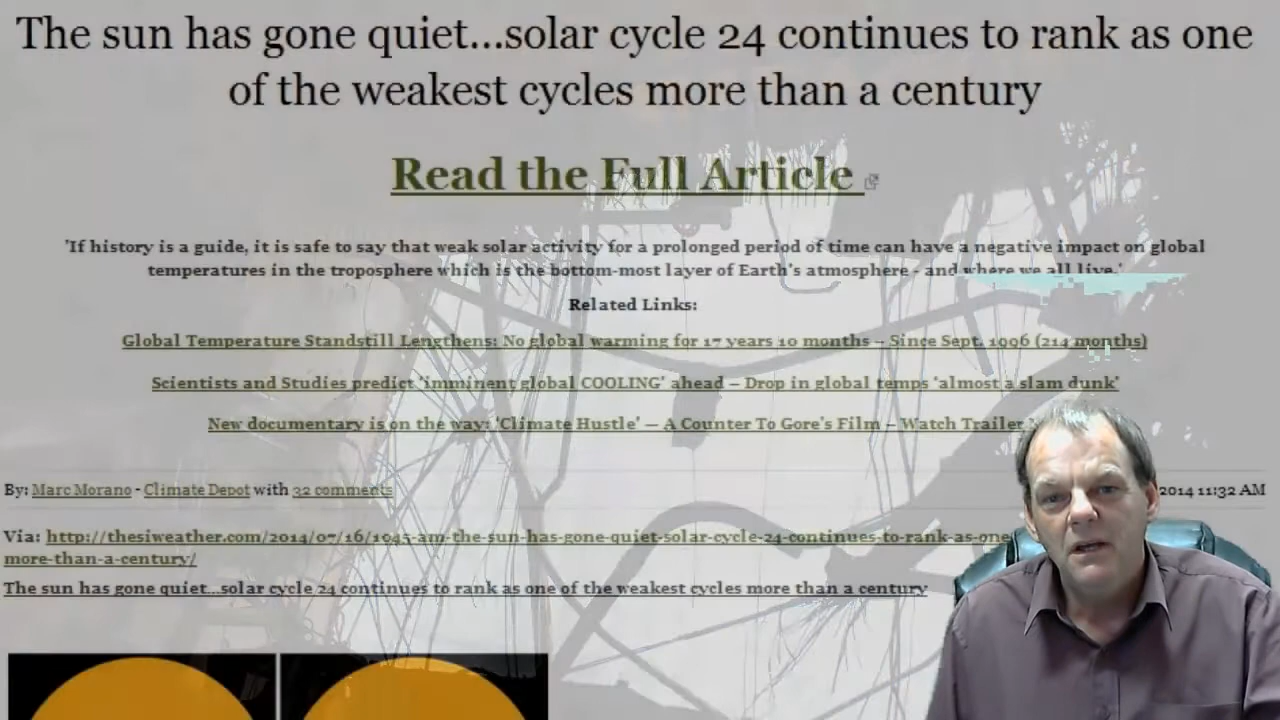 The sun has gone quiet...solar cycle 24 continues to rank as one
of the weakest cycles more than a century
Read the Full Article
'If history is a guide, it is safe to say that weak solar activity for a prolonged period of time can have a negative impact on global
temperatures in the troposphere which is the bottom-most layer of Earth's atmosphere - and where we all live.'
Related Links:
Global Temperature Standstill Lengthens: No global warming for 17 years 10 months – Since Sept. 1996 (214 months)
Scientists and Studies predict 'imminent global COOLING' ahead – Drop in global temps 'almost a slam dunk'
New documentary is on the way: 'Climate Hustle' – A Counter To Gore's Film – Watch Trailer
By: Marc Morano - Climate Depot with 32 comments
2014 11:32 AM
Via: http://thesiweather.com/2014/07/16/1045-am-the-sun-has-gone-quiet-solar-cycle-24-continues-to-rank-as-one
more-than-a-century/
The sun has gone quiet...solar cycle 24 continues to rank as one of the weakest cycles more than a century